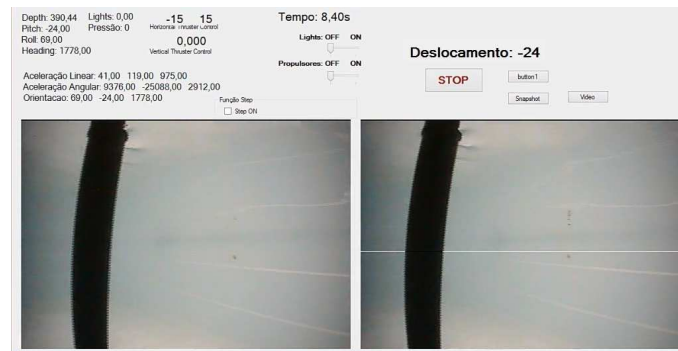 Depth: 390,44 Lights: 0,00
Pitch: -24,00 Pressão: 0
Roll: 69,00
Heading: 1778,00
-15 15
Horizontal Thruster Control
0,000
Vertical Thruster Control
Tempo: 8,40s
Lights: OFF ON
Propulsores: OFF ON
Deslocamento: -24
STOP
button1
Snapshot
Video
Aceleração Linear: 41,00 119,00 975,00
Aceleração Angular: 9376,00 -25088,00 2912,00
Orientacao: 69,00 -24,00 1778,00
Função Step
Step ON